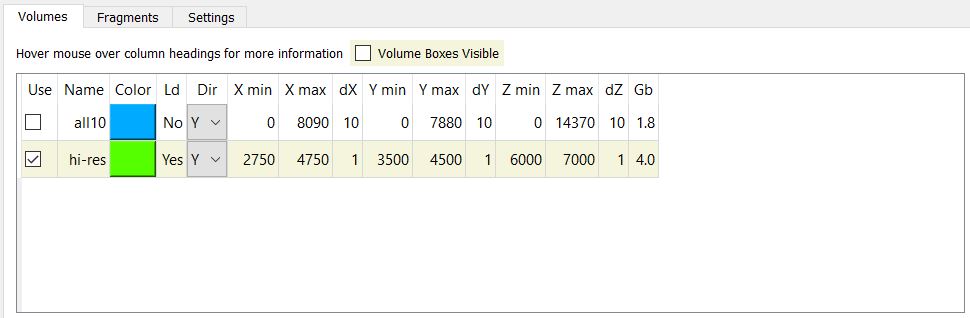 Volumes Fragments Settings
Hover mouse over column headings for more information Volume Boxes Visible
Use Name Color Ld Dir X min X max dX Y min Y max dY Z min Z max dZ Gb
all10 No Y 0 8090 10 0 7880 10 0 14370 10 1.8
hi-res Yes Y 2750 4750 1 3500 4500 1 6000 7000 1 4.0